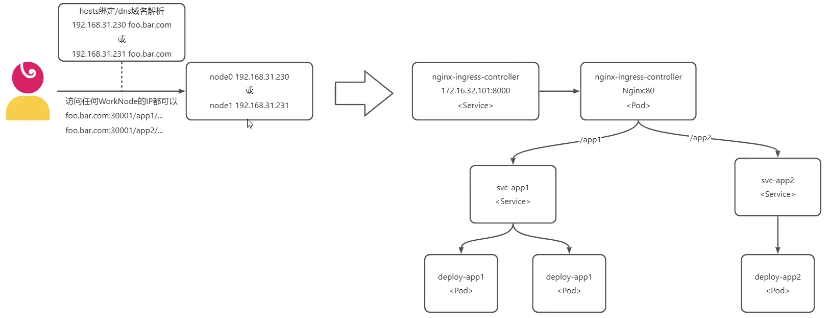 hosts绑定/dns域名解析
192.168.31.230 foo.bar.com
或
192.168.31.231 foo.bar.com
访问任何WorkNode的IP都可以
foo.bar.com:30001/app1/...
foo.bar.com:30001/app2/...
node0 192.168.31.230
或
node1 192.168.31.231
nginx-ingress-controller
172.16.32.101:8000
<Service>
nginx-ingress-controller
Nginx:80
<Pod>
/app1
/app2
svc-app1
<Service>
svc-app2
<Service>
deploy-app1
<Pod>
deploy-app1
<Pod>
deploy-app2
<Pod>